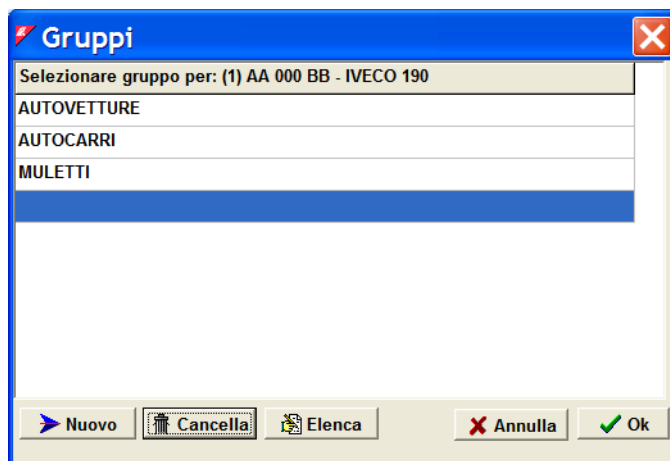 Gruppi
Selezionare gruppo per: (1) AA 000 BB - IVECO 190
AUTOVETTURE
AUTOCARRI
MULETTI
Nuovo Cancella Elenca Annulla Ok